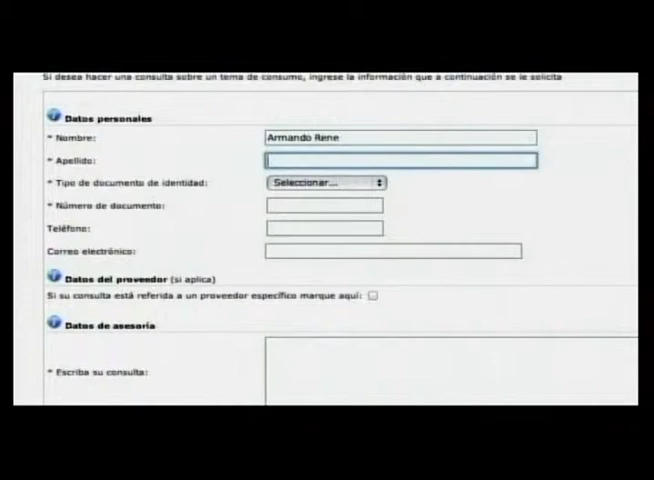 Si desea hacer una consulta sobre un tema de consumo, ingrese la información que a continuación se le solicita
Datos personales
* Nombre: Armando Rene
* Apellido:
* Tipo de documento de identidad: Seleccionar...
* Número de documento:
Teléfono:
Correo electrónico:
Datos del proveedor (si aplica)
Si su consulta está referida a un proveedor específico marque aquí:
Datos de asesoría
* Escriba su consulta: